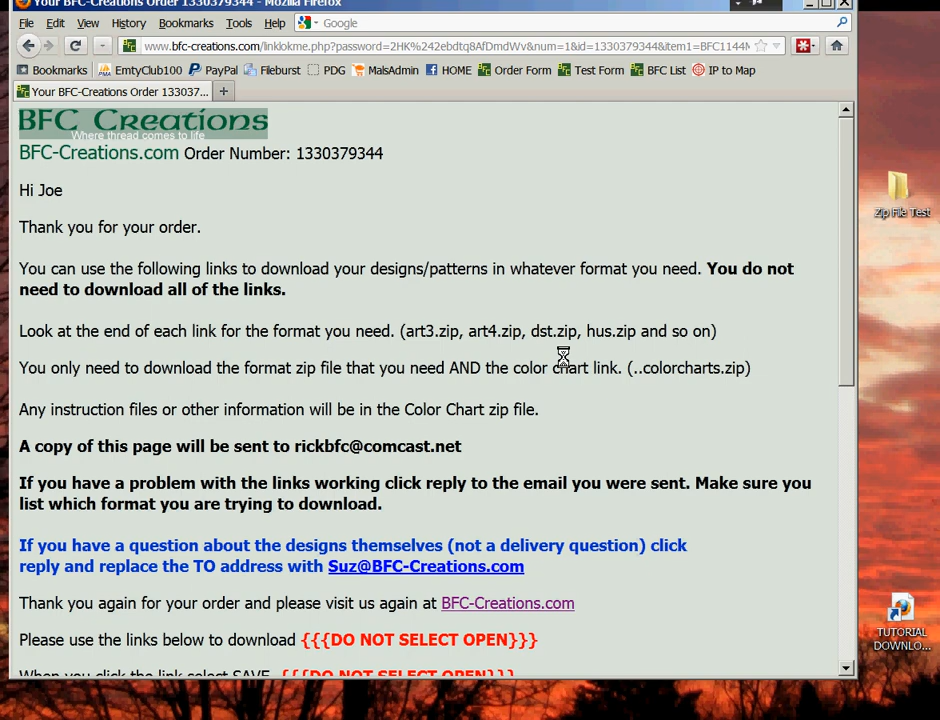 Your BFC-Creations Order 1330379344 - Mozilla Firefox
File Edit View History Bookmarks Tools Help Google
www.bfc-creations.com/linklokme.php?password=2HK%242ebdtq8AfDmdWv&num=1&id=1330379344&item1=BFC1144M
Bookmarks EmtyClub100 PayPal Fileburst PDG MalsAdmin HOME Order Form Test Form BFC List IP to Map
Your BFC-Creations Order 133037...
BFC Creations
Where thread comes to life
BFC-Creations.com Order Number: 1330379344
Hi Joe
Thank you for your order.
You can use the following links to download your designs/patterns in whatever format you need. You do not
need to download all of the links.
Look at the end of each link for the format you need. (art3.zip, art4.zip, dst.zip, hus.zip and so on)
You only need to download the format zip file that you need AND the color chart link. (..colorcharts.zip)
Any instruction files or other information will be in the Color Chart zip file.
A copy of this page will be sent to rickbfc@comcast.net
If you have a problem with the links working click reply to the email you were sent. Make sure you
list which format you are trying to download.
If you have a question about the designs themselves (not a delivery question) click
reply and replace the TO address with Suz@BFC-Creations.com
Thank you again for your order and please visit us again at BFC-Creations.com
Please use the links below to download {{{DO NOT SELECT OPEN}}}
When you click the link select SAVE {{{DO NOT SELECT OPEN}}}
Zip File Test
TUTORIAL
DOWNLO...